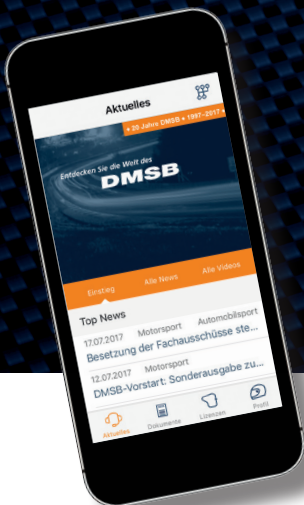 Aktuelles
• 20 Jahre DMSB • 1997-2017 •
Entdecken Sie die Welt des
DMSB
Einstieg Alle News Alle Videos
Top News
17.07.2017 Motorsport Automobilsport
Besetzung der Fachausschüsse ste...
12.07.2017 Motorsport
DMSB-Vorstart: Sonderausgabe zu...
Aktuelles Dokumente Lizenzen Profil